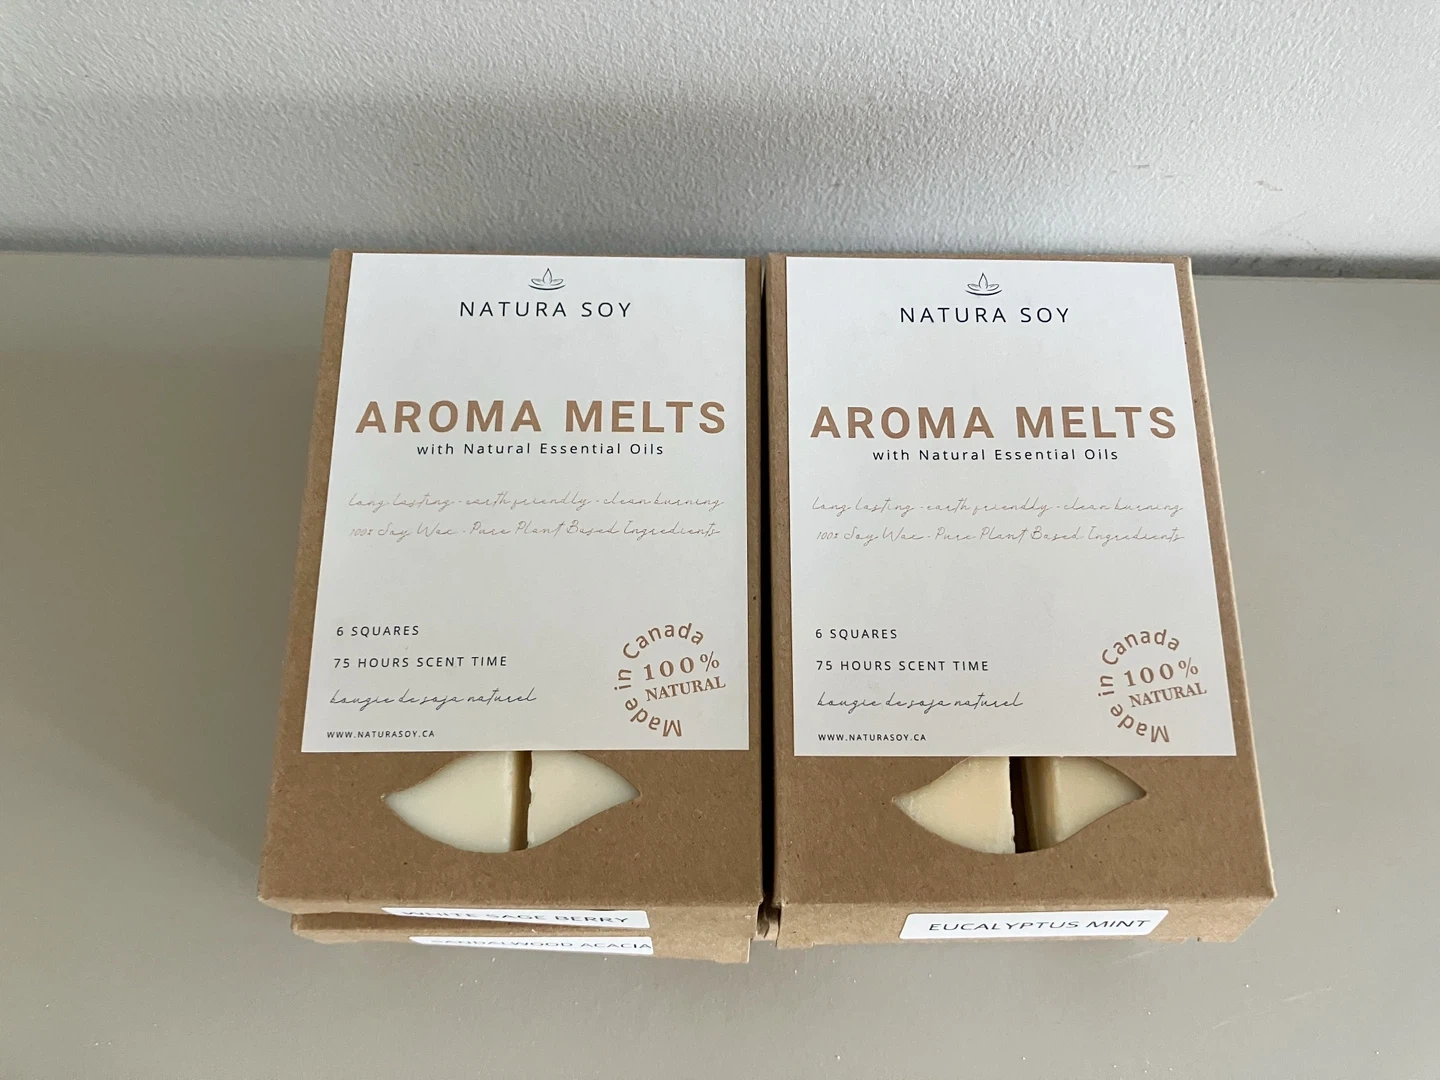 NATURA SOY
AROMA MELTS
with Natural Essential Oils
long lasting - earth friendly - clean burning
100% Soy Wax - Pure Plant Based Ingredients
6 SQUARES
75 HOURS SCENT TIME
bougie de soja naturel
WWW.NATURASOY.CA
Made in Canada
100%
NATURAL
WHITE SAGE BERRY
SANDALWOOD ACACIA
NATURA SOY
AROMA MELTS
with Natural Essential Oils
long lasting - earth friendly - clean burning
100% Soy Wax - Pure Plant Based Ingredients
6 SQUARES
75 HOURS SCENT TIME
bougie de soja naturel
WWW.NATURASOY.CA
Made in Canada
100%
NATURAL
EUCALYPTUS MINT